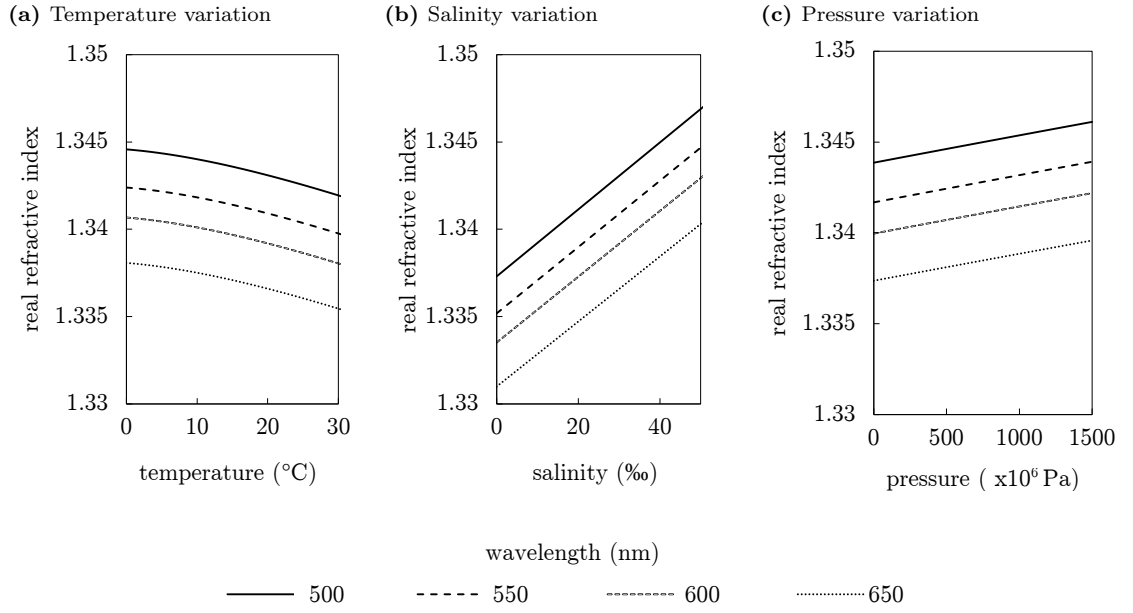 (a) Temperature variation
1.35
1.345
1.34
1.335
1.33
real refractive index
0 10 20 30
temperature (°C)
(b) Salinity variation
1.35
1.345
1.34
1.335
1.33
real refractive index
0 20 40
salinity (‰)
(c) Pressure variation
1.35
1.345
1.34
1.335
1.33
real refractive index
0 500 1000 1500
pressure ( x10⁶ Pa)
wavelength (nm)
500 550 600 650